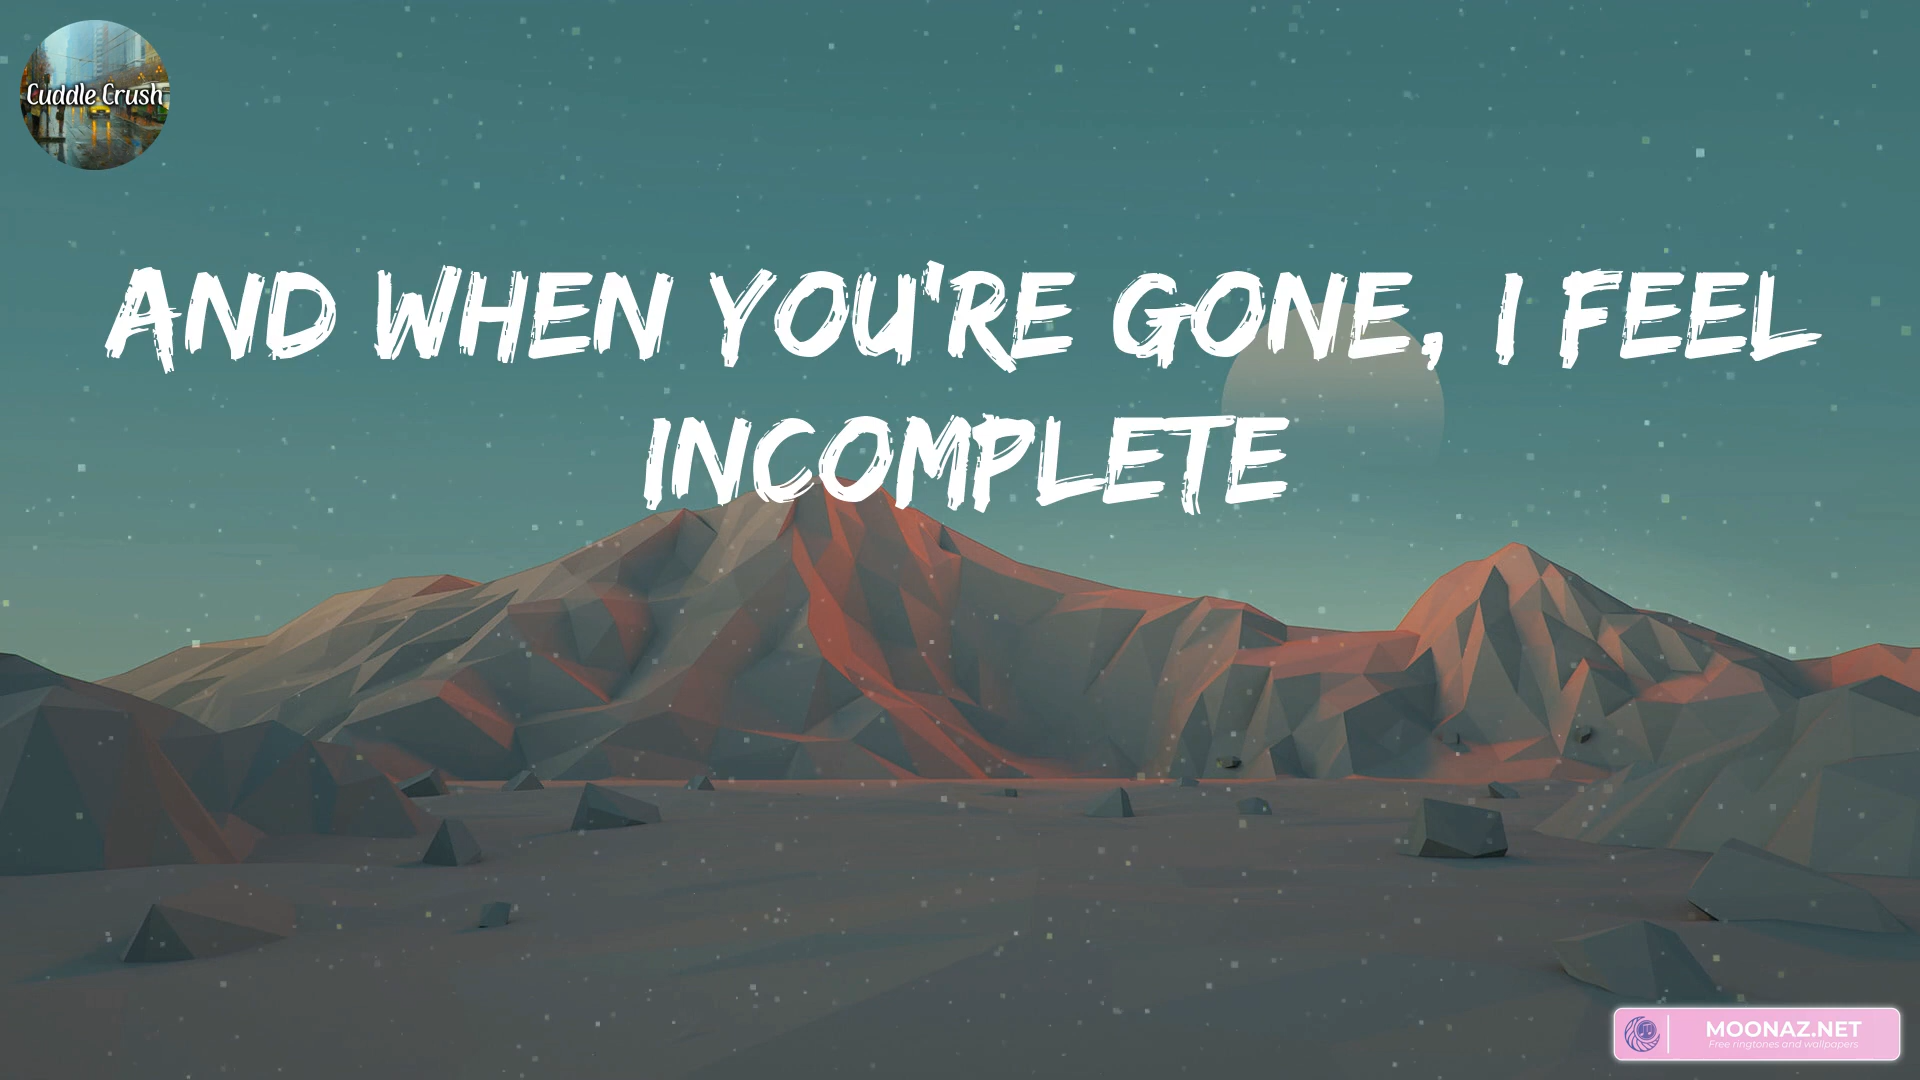 Cuddle Crush
AND WHEN YOU'RE GONE, I FEEL
INCOMPLETE
MOONAZ.NET
Free ringtones and wallpapers